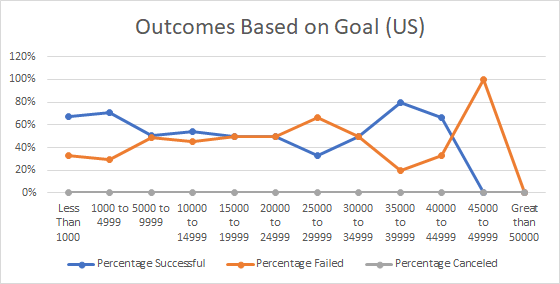 Outcomes Based on Goal (US)
120%
100%
80%
60%
40%
20%
0%
Less Than 1000
1000 to 4999
5000 to 9999
10000 to 14999
15000 to 19999
20000 to 24999
25000 to 29999
30000 to 34999
35000 to 39999
40000 to 44999
45000 to 49999
Great than 50000
Percentage Successful
Percentage Failed
Percentage Canceled